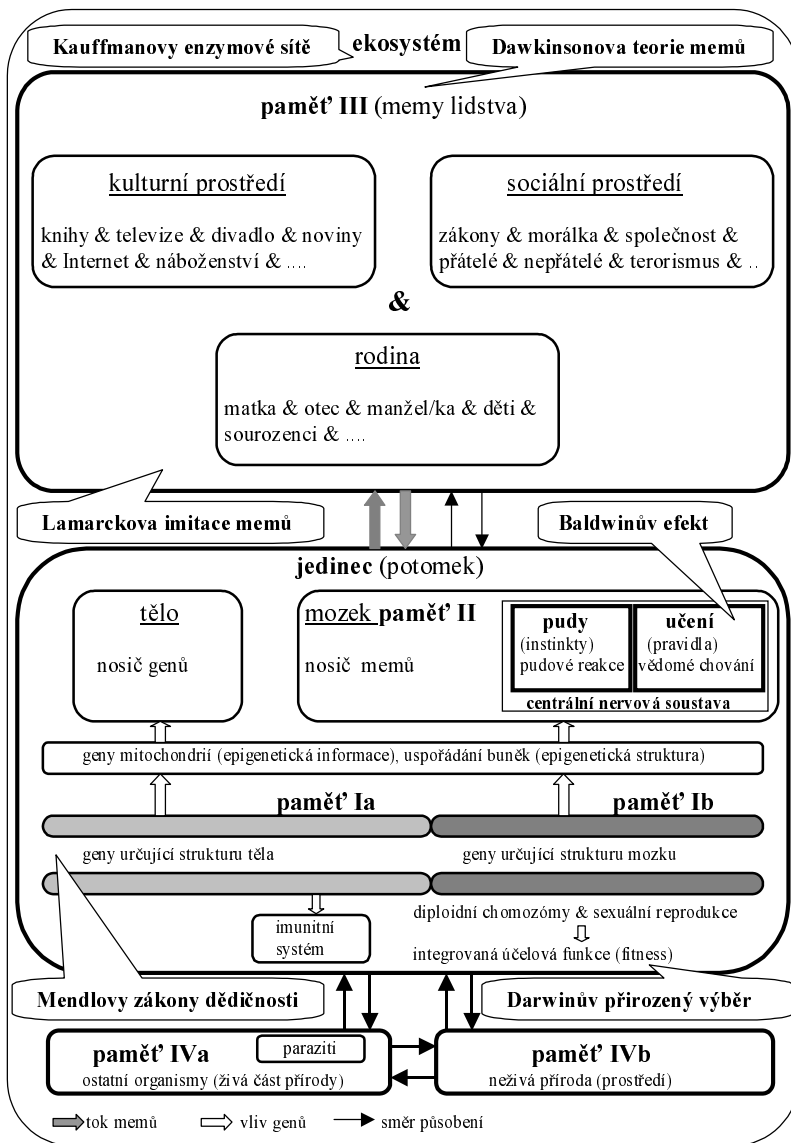 Kauffmanovy enzymové sítě
ekosystém
Dawkinsonova teorie memů
paměť III (memy lidstva)
kulturní prostředí
knihy & televize & divadlo & noviny
& Internet & náboženství & ....
sociální prostředí
zákony & morálka & společnost &
přátelé & nepřátelé & terorismus & ..
&
rodina
matka & otec & manžel/ka & děti &
sourozenci & ....
Lamarckova imitace memů
Baldwinův efekt
jedinec (potomek)
tělo
nosič genů
mozek paměť II
nosič memů
pudy
(instinkty)
pudové reakce
učení
(pravidla)
vědomé chování
centrální nervová soustava
geny mitochondrií (epigenetická informace), uspořádání buněk (epigenetická struktura)
paměť Ia
paměť Ib
geny určující strukturu těla
geny určující strukturu mozku
imunitní
systém
diploidní chomozómy & sexuální reprodukce
integrovaná účelová funkce (fitness)
Mendlovy zákony dědičnosti
Darwinův přirozený výběr
paměť IVa
paraziti
ostatní organismy (živá část přírody)
paměť IVb
neživá příroda (prostředí)
tok memů
vliv genů
směr působení